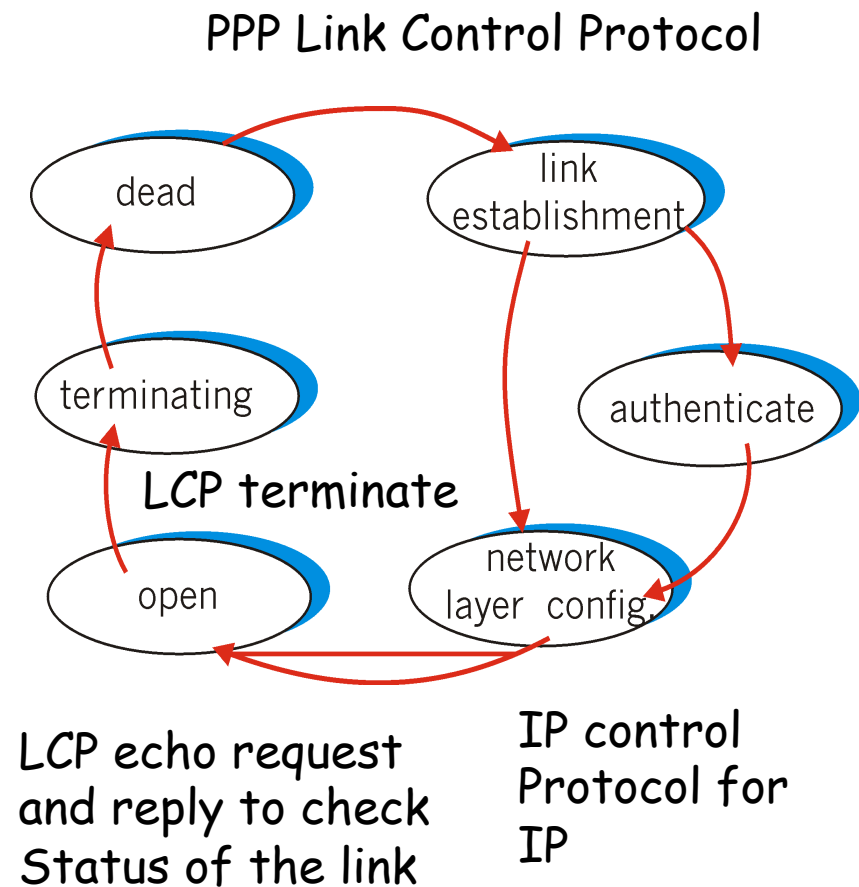 PPP Link Control Protocol
dead
link
establishment
terminating
authenticate
LCP terminate
open
network
layer config.
LCP echo request
and reply to check
Status of the link
IP control
Protocol for
IP